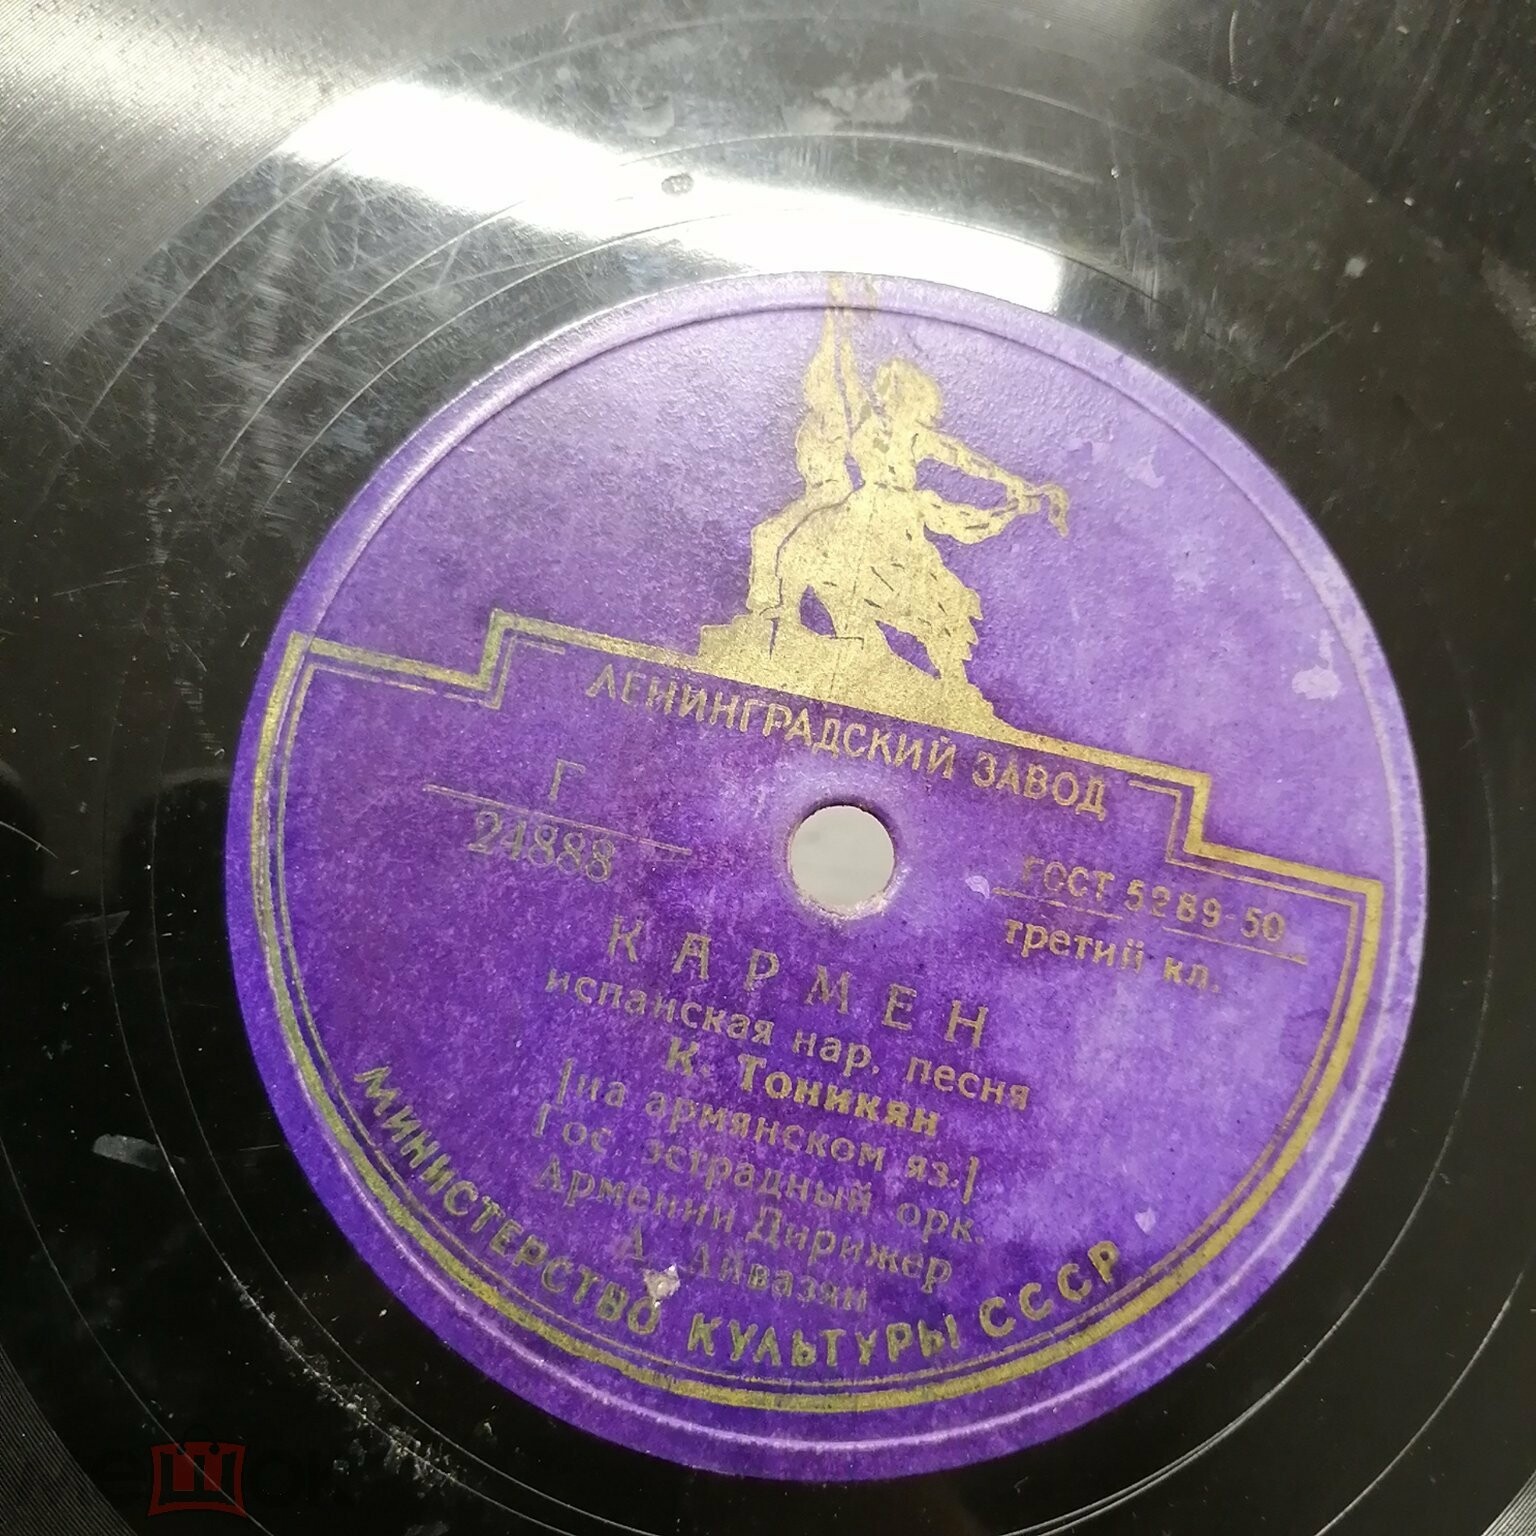 ЛЕНИНГРАДСКИЙ ЗАВОД
Г
24888
ГОСТ 5289-50
третий кл.
КАРМЕН
испанская нар. песня
К. Тоникян
/на армянском яз./
Гос эстрадный орк.
Армении Дирижер
А. Айвазян
МИНИСТЕРСТВО КУЛЬТУРЫ СССР
мешок